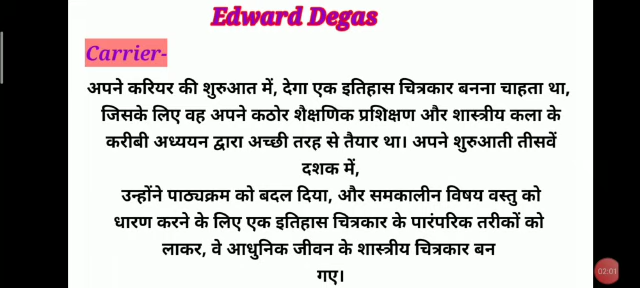 Edward Degas
Carrier-
अपने करियर की शुरुआत में, देगा एक इतिहास चित्रकार बनना चाहता था,
जिसके लिए वह अपने कठोर शैक्षणिक प्रशिक्षण और शास्त्रीय कला के
करीबी अध्ययन द्वारा अच्छी तरह से तैयार था। अपने शुरुआती तीसवें
दशक में,
उन्होंने पाठ्यक्रम को बदल दिया, और समकालीन विषय वस्तु को
धारण करने के लिए एक इतिहास चित्रकार के पारंपरिक तरीकों को
लाकर, वे आधुनिक जीवन के शास्त्रीय चित्रकार बन
गए।
02:01